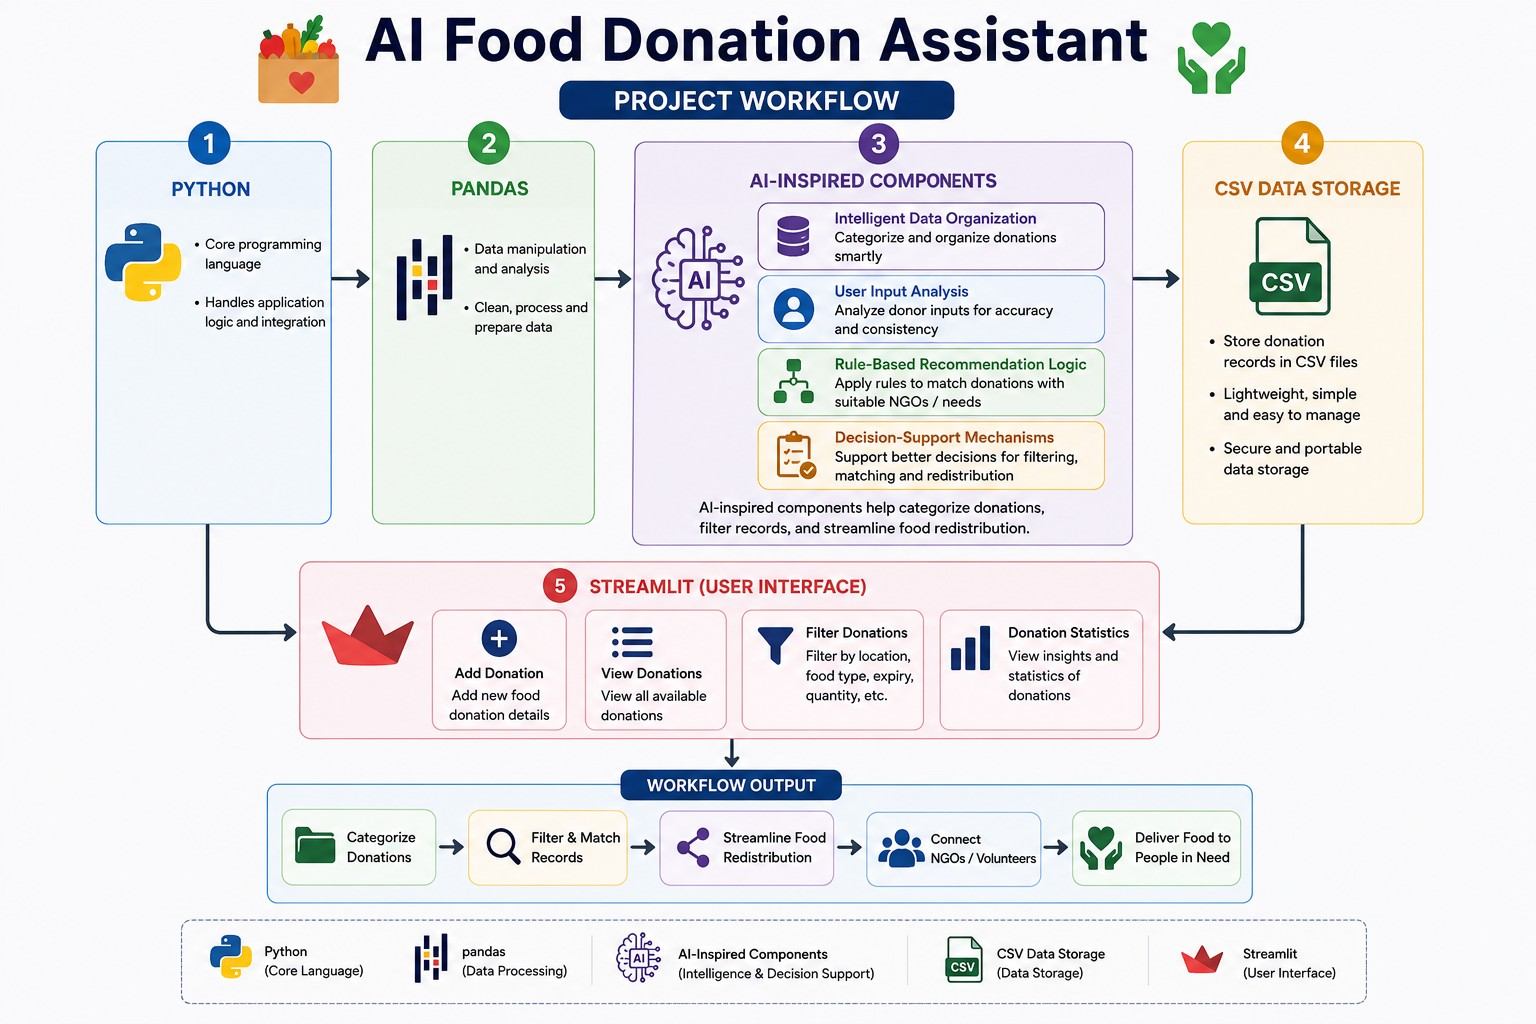 AI Food Donation Assistant
PROJECT WORKFLOW
1
PYTHON
• Core programming
language
• Handles application
logic and integration
2
PANDAS
• Data manipulation
and analysis
• Clean, process and
prepare data
3
AI-INSPIRED COMPONENTS
AI
Intelligent Data Organization
Categorize and organize donations
smartly
User Input Analysis
Analyze donor inputs for accuracy
and consistency
Rule-Based Recommendation Logic
Apply rules to match donations with
suitable NGOs / needs
Decision-Support Mechanisms
Support better decisions for filtering,
matching and redistribution
AI-inspired components help categorize donations,
filter records, and streamline food redistribution.
4
CSV DATA STORAGE
CSV
• Store donation
records in CSV files
• Lightweight, simple
and easy to manage
• Secure and portable
data storage
5 STREAMLIT (USER INTERFACE)
Add Donation
Add new food
donation details
View Donations
View all available
donations
Filter Donations
Filter by location,
food type, expiry,
quantity, etc.
Donation Statistics
View insights and
statistics of
donations
WORKFLOW OUTPUT
Categorize
Donations
Filter & Match
Records
Streamline Food
Redistribution
Connect
NGOs / Volunteers
Deliver Food to
People in Need
Python
(Core Language)
pandas
(Data Processing)
AI
AI-Inspired Components
(Intelligence & Decision Support)
CSV
CSV Data Storage
(Data Storage)
Streamlit
(User Interface)